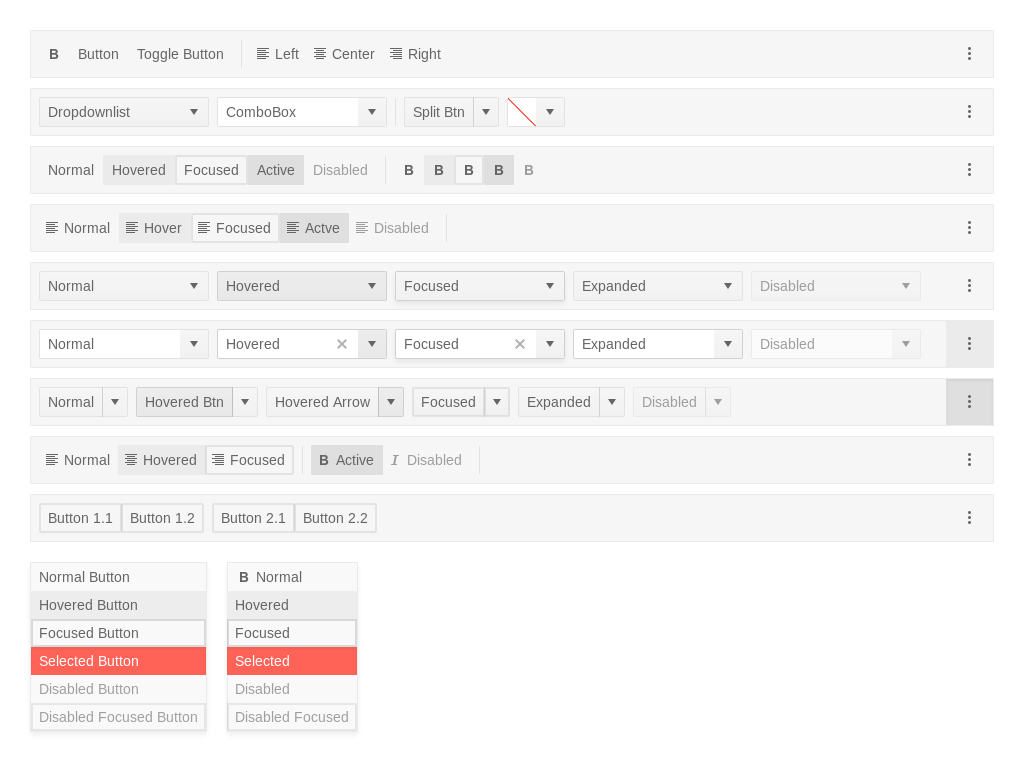 B Button Toggle Button Left Center Right
Dropdownlist ComboBox Split Btn
Normal Hovered Focused Active Disabled B B B B B
Normal Hover Focused Actve Disabled
Normal Hovered Focused Expanded Disabled
Normal Hovered Focused Expanded Disabled
Normal Hovered Btn Hovered Arrow Focused Expanded Disabled
Normal Hovered Focused B Active I Disabled
Button 1.1 Button 1.2 Button 2.1 Button 2.2
Normal Button
Hovered Button
Focused Button
Selected Button
Disabled Button
Disabled Focused Button
B Normal
Hovered
Focused
Selected
Disabled
Disabled Focused